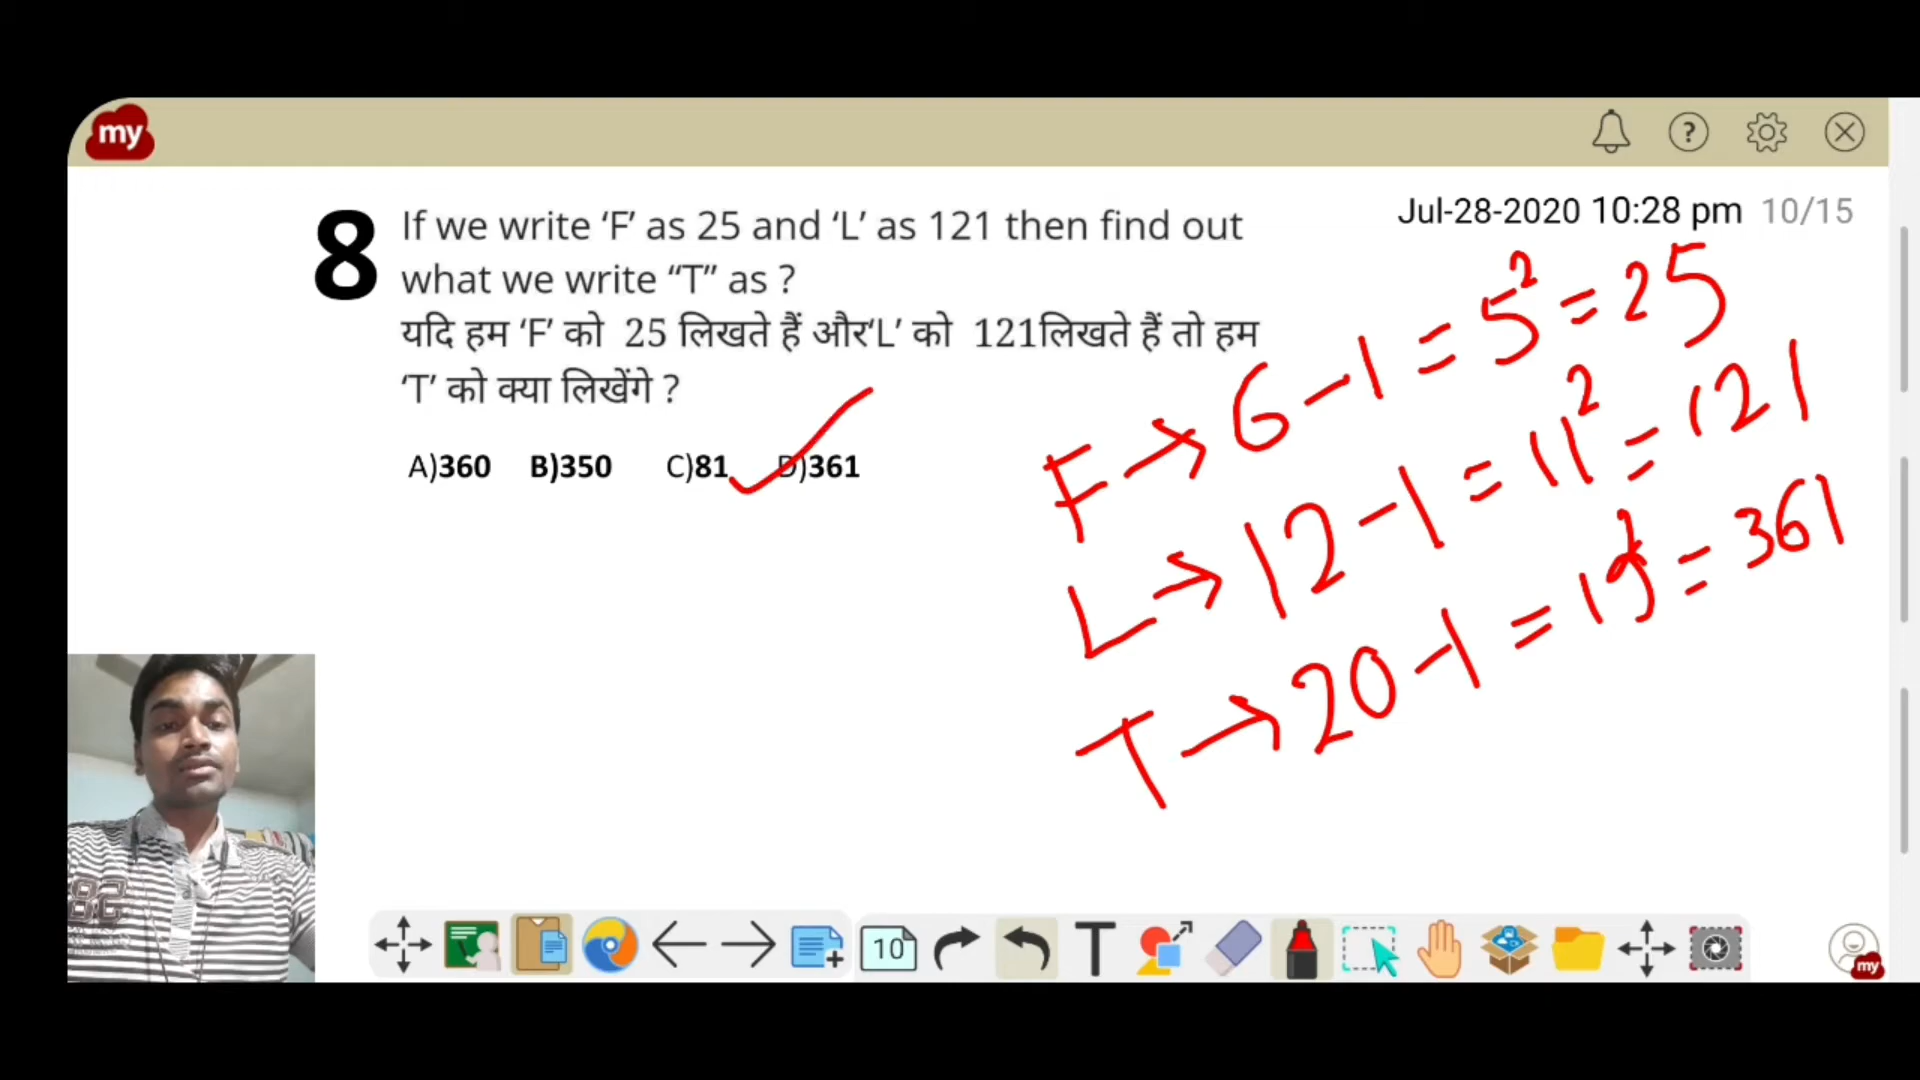 my
Jul-28-2020 10:28 pm 10/15
8 If we write ‘F’ as 25 and ‘L’ as 121 then find out
what we write “T” as ?
यदि हम ‘F’ को 25 लिखते हैं और‘L’ को 121लिखते हैं तो हम
‘T’ को क्या लिखेंगे ?
A)360 B)350 C)81 D)361
F → 6 - 1 = 5² = 25
L → 12 - 1 = 11² = 121
T → 20 - 1 = 19² = 361
82
10
T
my